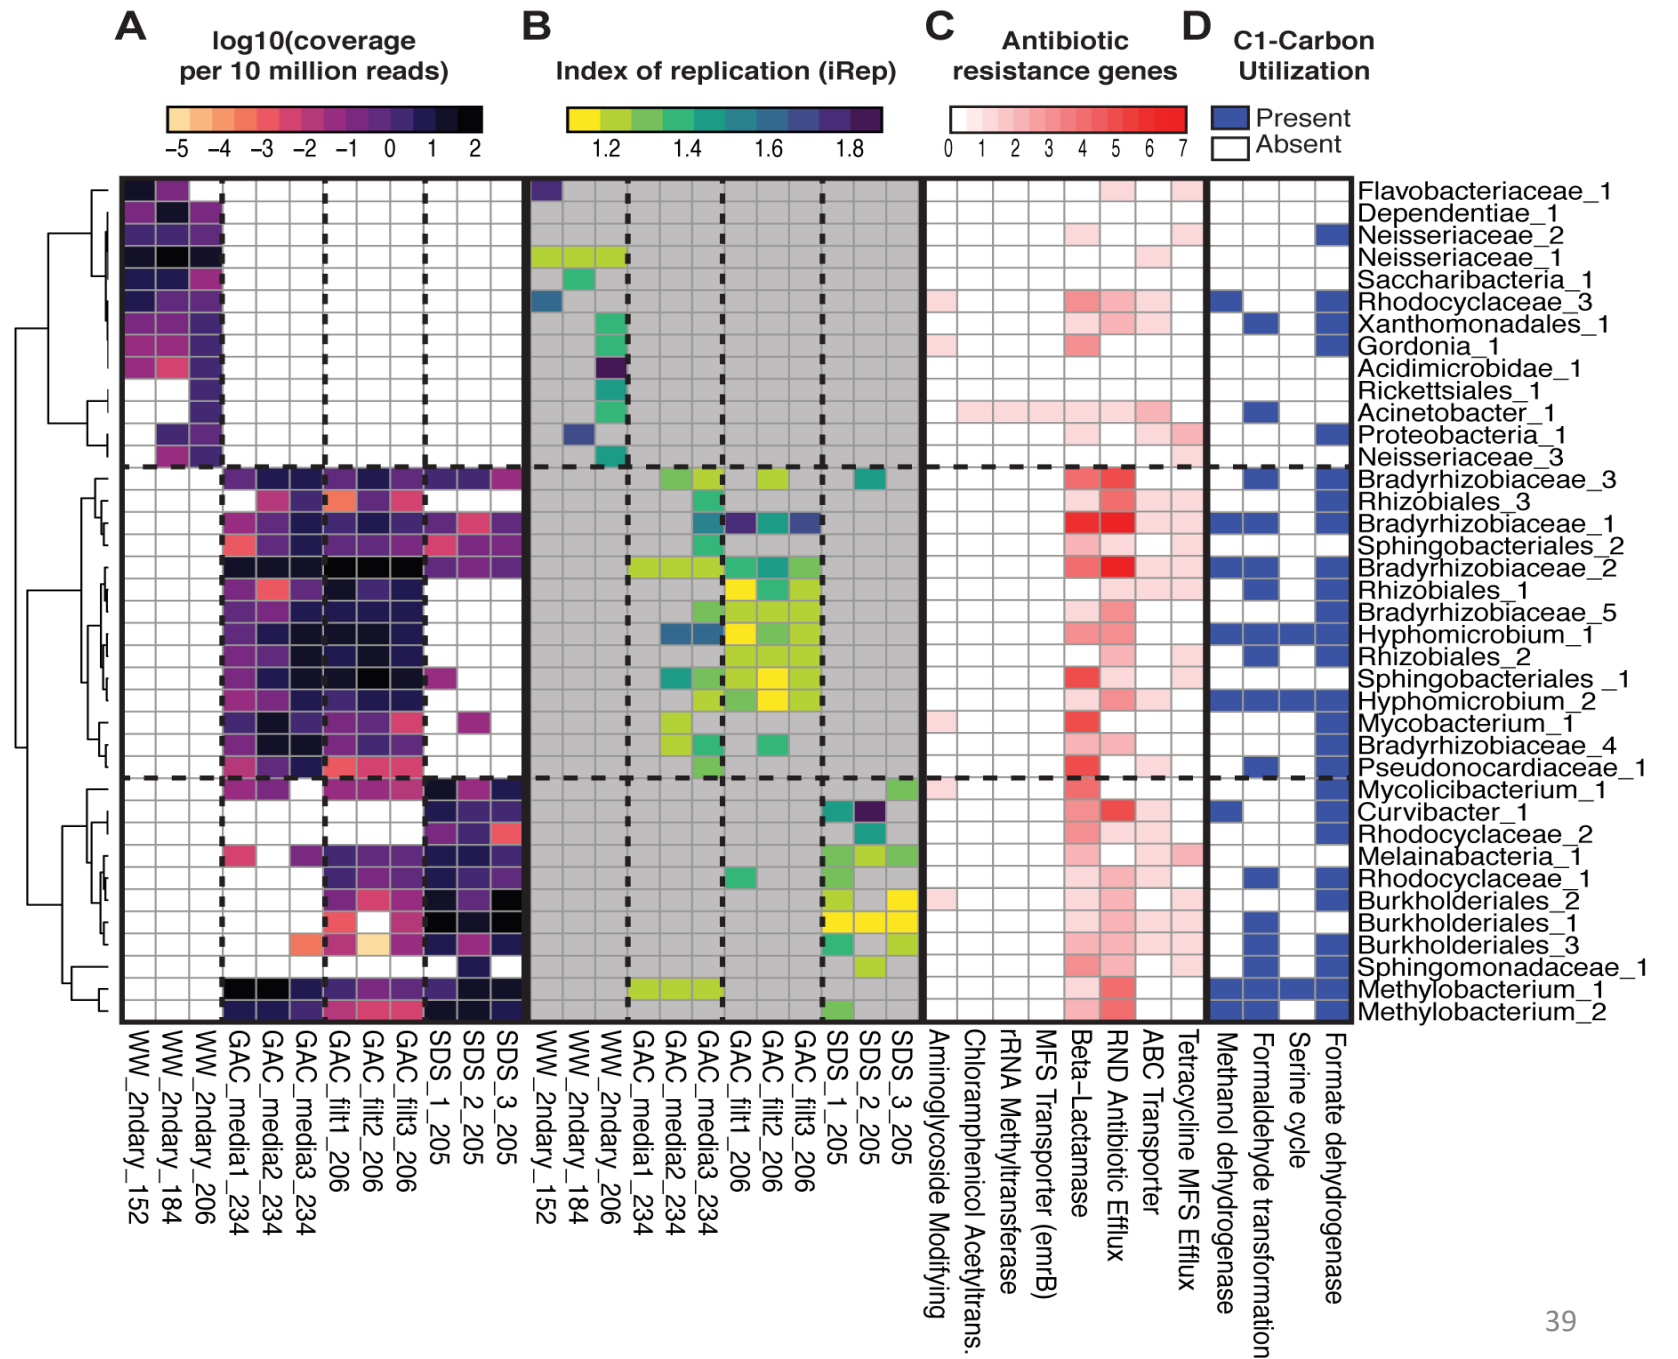 A
log10(coverage
per 10 million reads)
−5 −4 −3 −2 −1 0 1 2
B
Index of replication (iRep)
1.2 1.4 1.6 1.8
C
Antibiotic
resistance genes
0 1 2 3 4 5 6 7
D
C1-Carbon
Utilization
Present
Absent
Flavobacteriaceae_1
Dependentiae_1
Neisseriaceae_2
Neisseriaceae_1
Saccharibacteria_1
Rhodocyclaceae_3
Xanthomonadales_1
Gordonia_1
Acidimicrobidae_1
Rickettsiales_1
Acinetobacter_1
Proteobacteria_1
Neisseriaceae_3
Bradyrhizobiaceae_3
Rhizobiales_3
Bradyrhizobiaceae_1
Sphingobacteriales_2
Bradyrhizobiaceae_2
Rhizobiales_1
Bradyrhizobiaceae_5
Hyphomicrobium_1
Rhizobiales_2
Sphingobacteriales _1
Hyphomicrobium_2
Mycobacterium_1
Bradyrhizobiaceae_4
Pseudonocardiaceae_1
Mycolicibacterium_1
Curvibacter_1
Rhodocyclaceae_2
Melainabacteria_1
Rhodocyclaceae_1
Burkholderiales_2
Burkholderiales_1
Burkholderiales_3
Sphingomonadaceae_1
Methylobacterium_1
Methylobacterium_2
WW_2ndary_152
WW_2ndary_184
WW_2ndary_206
GAC_media1_234
GAC_media2_234
GAC_media3_234
GAC_filt1_206
GAC_filt2_206
GAC_filt3_206
SDS_1_205
SDS_2_205
SDS_3_205
WW_2ndary_152
WW_2ndary_184
WW_2ndary_206
GAC_media1_234
GAC_media2_234
GAC_media3_234
GAC_filt1_206
GAC_filt2_206
GAC_filt3_206
SDS_1_205
SDS_2_205
SDS_3_205
Aminoglycoside Modifying
Chloramphenicol Acetyltrans.
rRNA Methyltransferase
MFS Transporter (emrB)
Beta−Lactamase
RND Antibiotic Efflux
ABC Transporter
Tetracycline MFS Efflux
Methanol dehydrogenase
Formaldehyde transformation
Serine cycle
Formate dehydrogenase
39